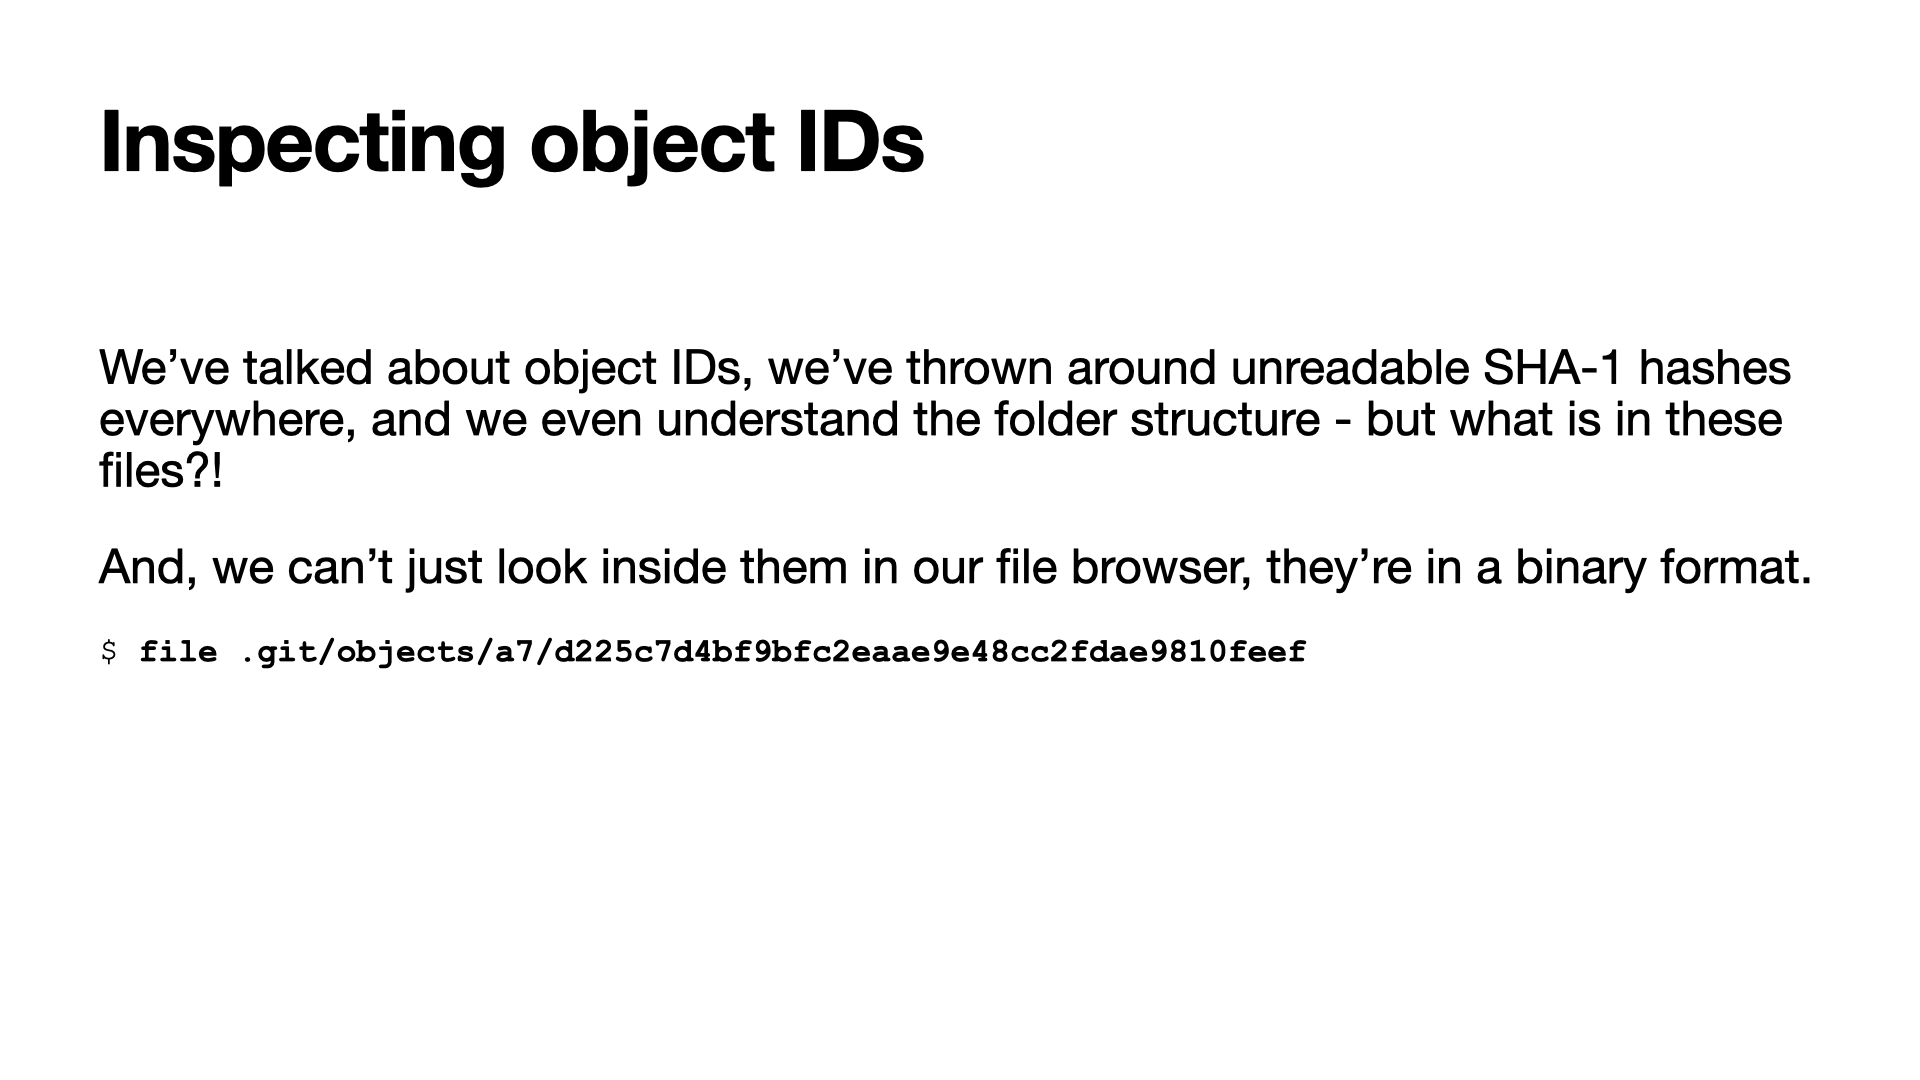 Inspecting object IDs
We’ve talked about object IDs, we’ve thrown around unreadable SHA-1 hashes
everywhere, and we even understand the folder structure - but what is in these
files?!
And, we can’t just look inside them in our file browser, they’re in a binary format.
$ file .git/objects/a7/d225c7d4bf9bfc2eaae9e48cc2fdae9810feef